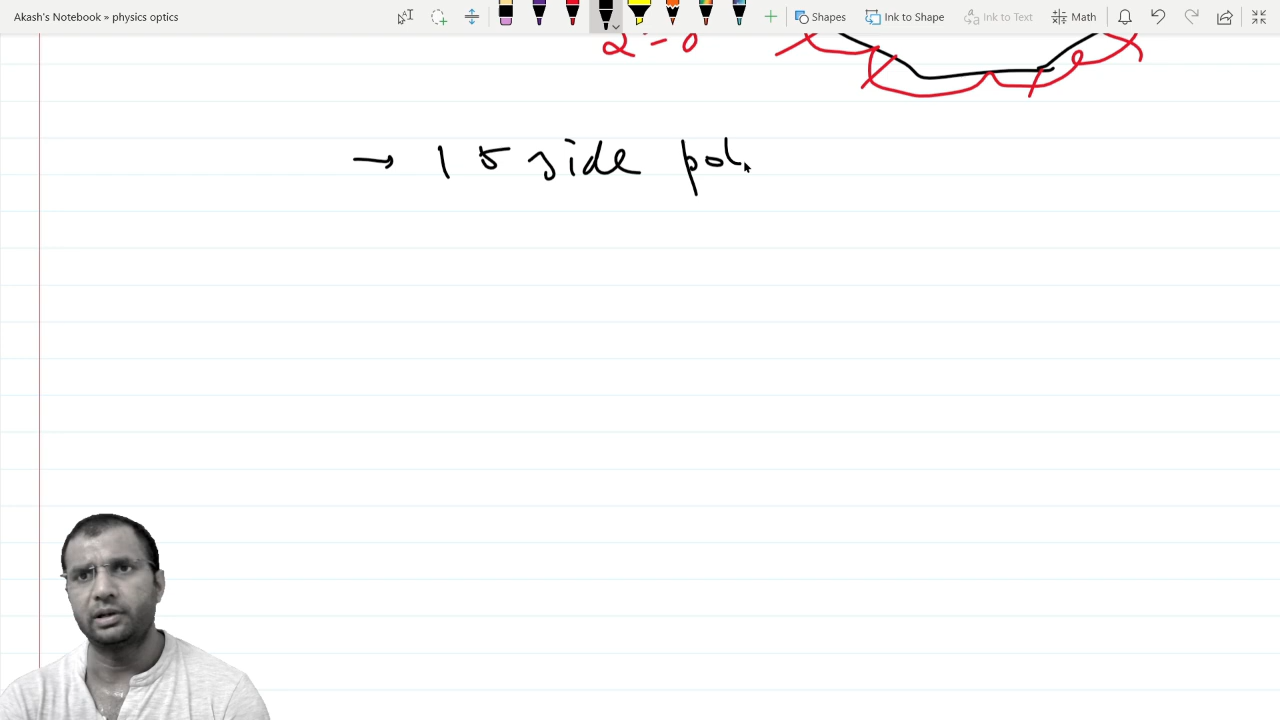 Akash's Notebook » physics optics
Shapes
Ink to Shape
Ink to Text
Math
→ 15 side pol